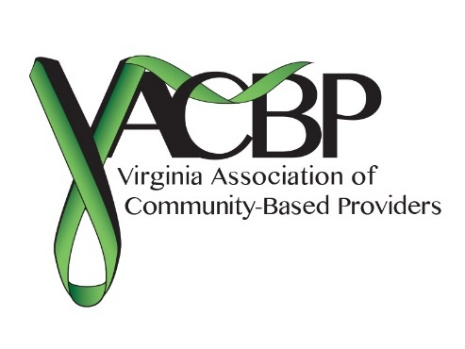 VACBP
Virginia Association of
Community-Based Providers